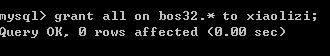 mysql> grant all on bos32.* to xiaolizi;
Query OK, 0 rows affected (0.00 sec)